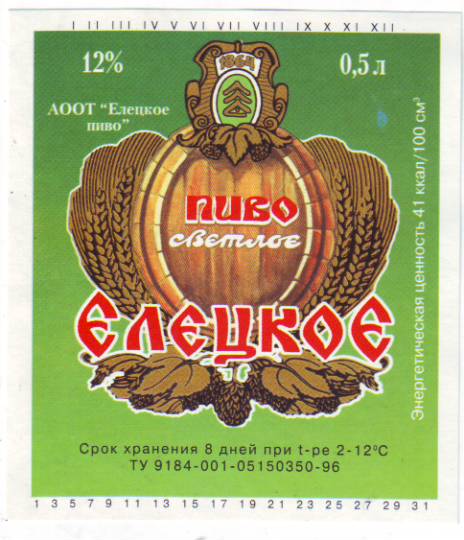 I II III IV V VI VII VIII IX X XI XII
1864
12%
0,5 л
АООТ “Елецкое
пиво”
ПИВО
светлое
ЕЛЕЦКОЕ
Энергетическая ценность 41 ккал/100 см³
Срок хранения 8 дней при t-ре 2-12°С
ТУ 9184-001-05150350-96
1 3 5 7 9 11 13 15 17 19 21 23 25 27 29 31